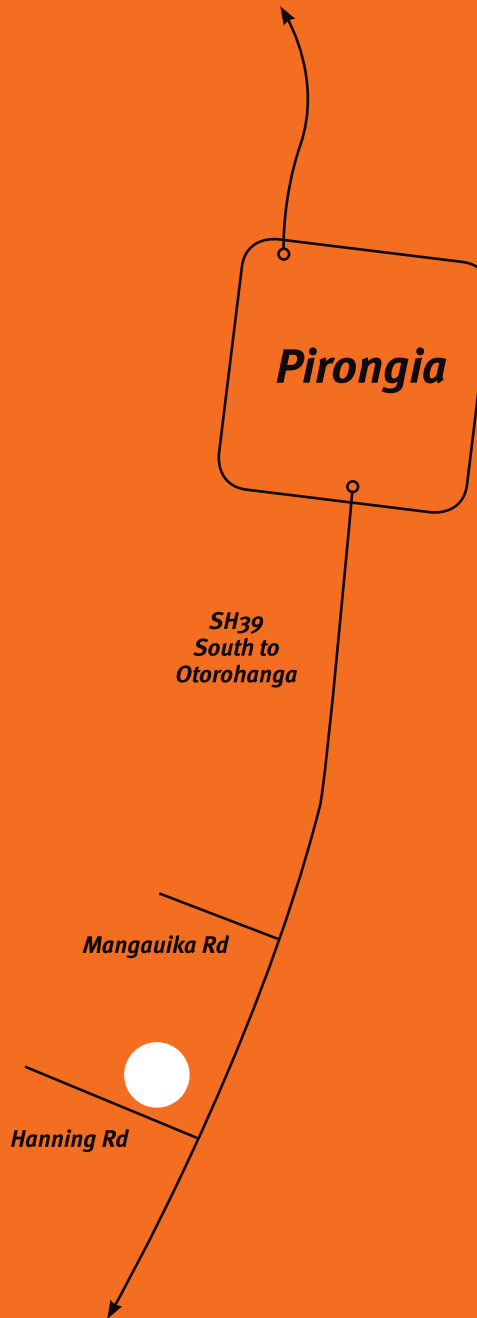 Pirongia
SH39
South to
Otorohanga
Mangauika Rd
Hanning Rd